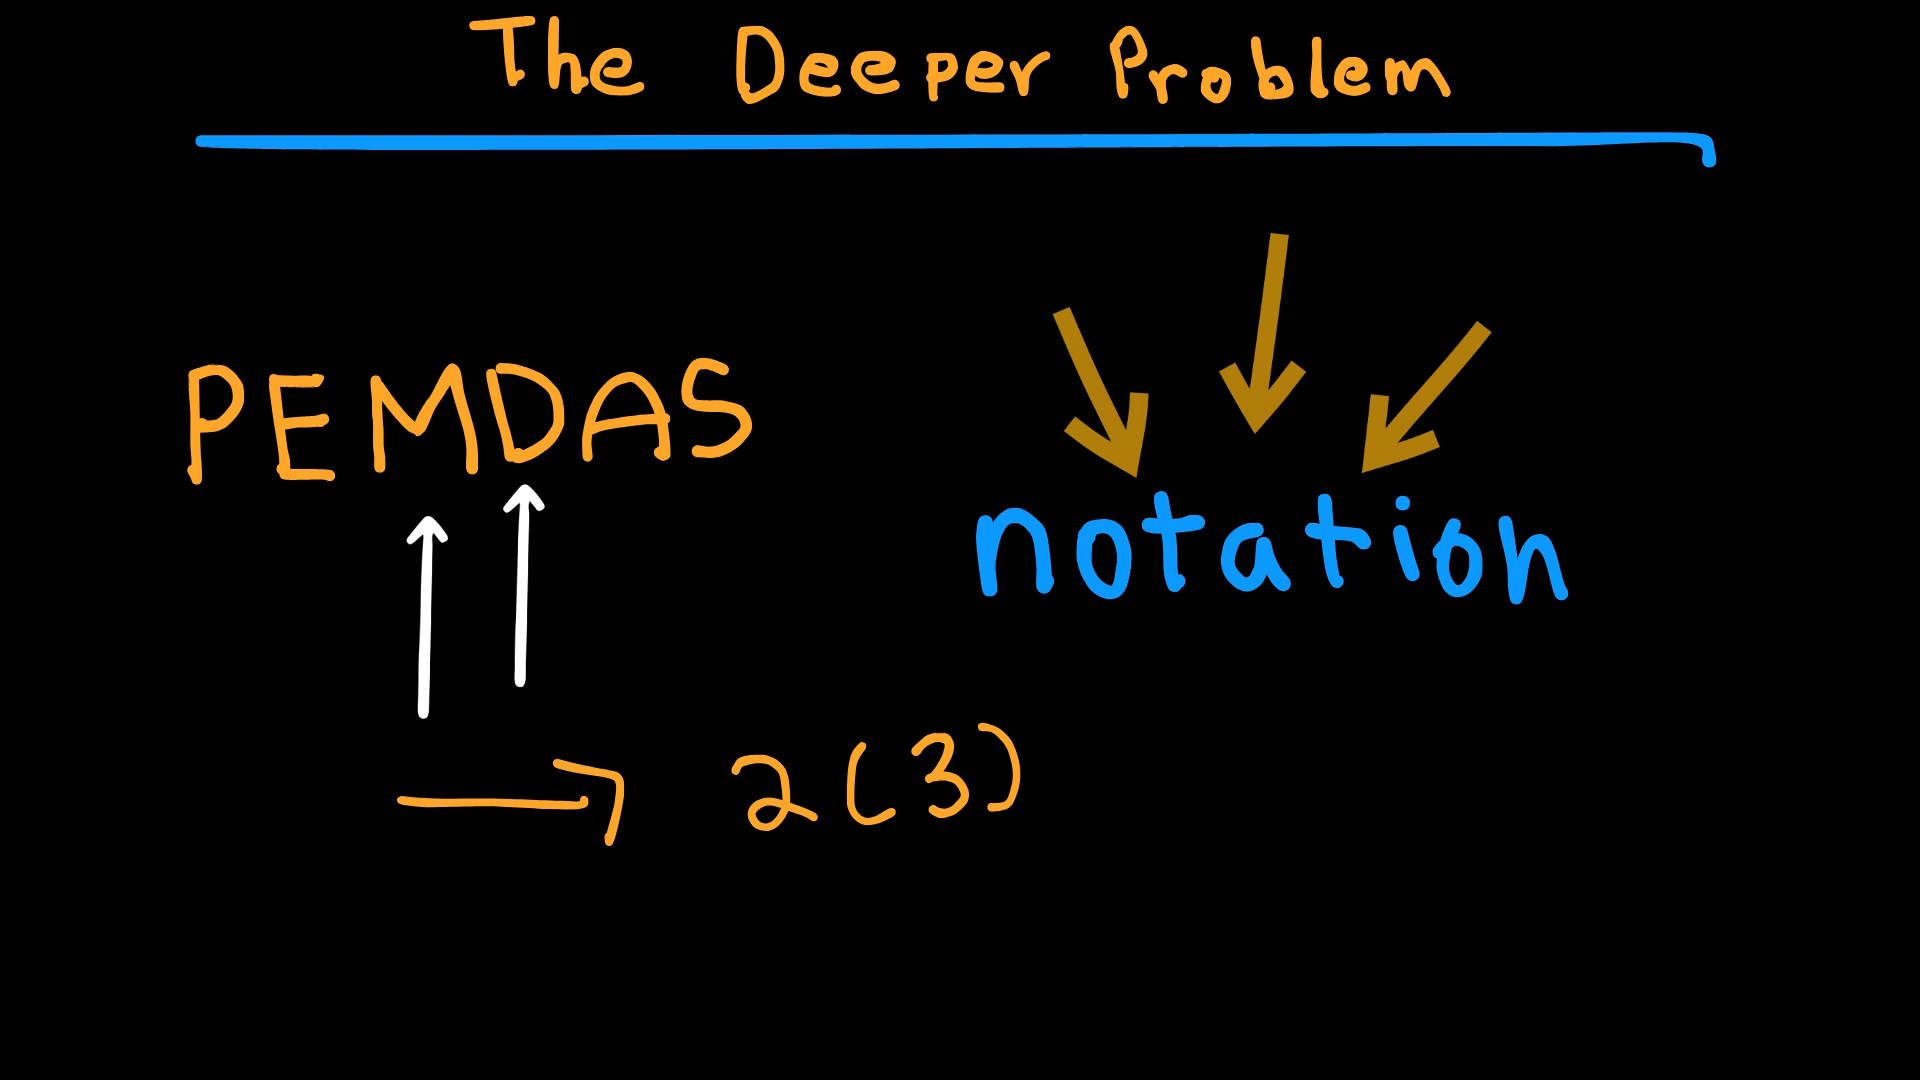 The Deeper Problem
PEMDAS
notation
2(3)